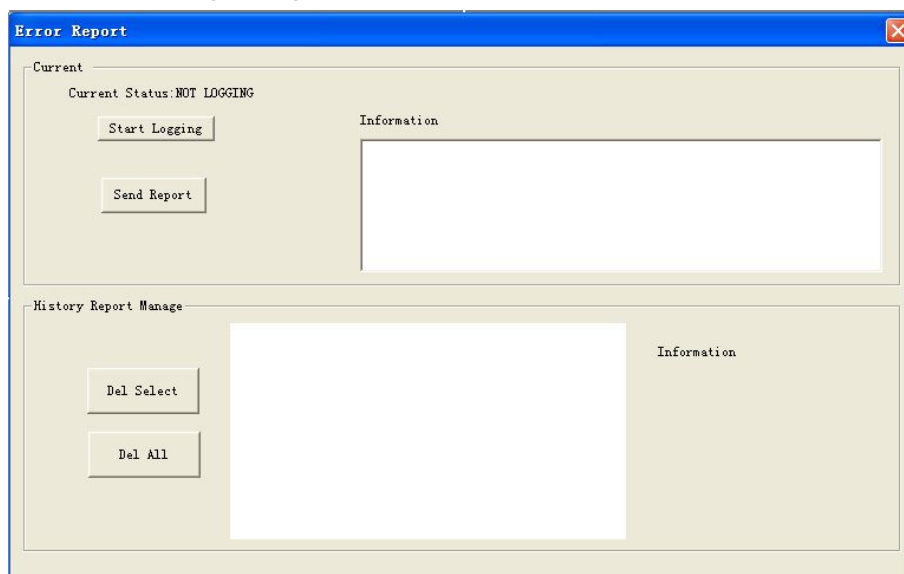 Error Report
Current
Current Status:NOT LOGGING
Start Logging
Information
Send Report
History Report Manage
Information
Del Select
Del All